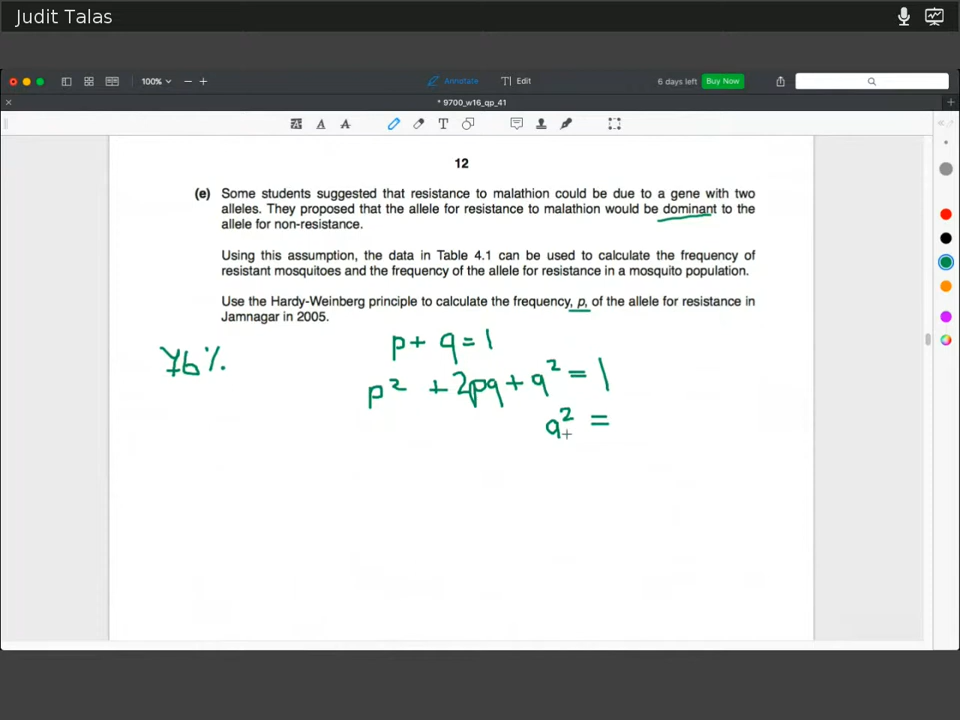 Judit Talas
100%
Annotate
Edit
6 days left
Buy Now
* 9700_w16_qp_41
12
(e) Some students suggested that resistance to malathion could be due to a gene with two
alleles. They proposed that the allele for resistance to malathion would be dominant to the
allele for non-resistance.
Using this assumption, the data in Table 4.1 can be used to calculate the frequency of
resistant mosquitoes and the frequency of the allele for resistance in a mosquito population.
Use the Hardy-Weinberg principle to calculate the frequency, p, of the allele for resistance in
Jamnagar in 2005.
p + q = 1
76%
p² + 2pq + q² = 1
q² =